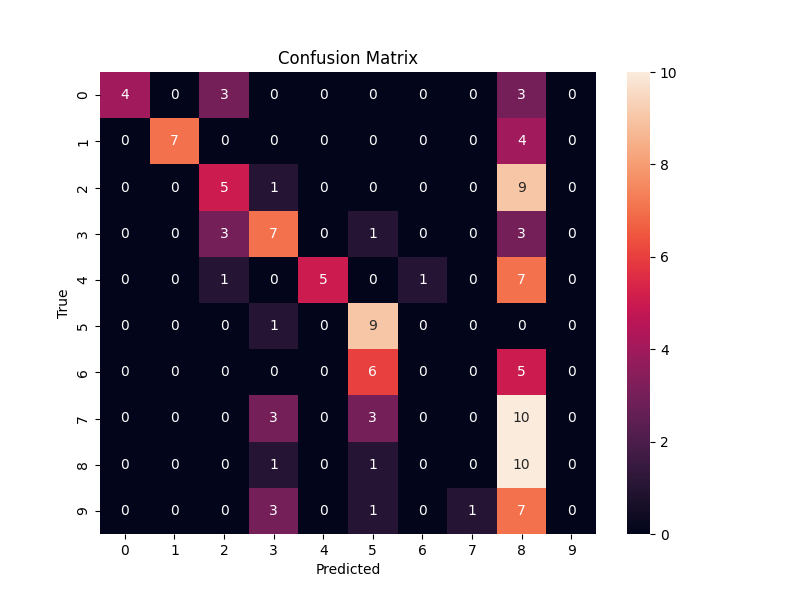 Confusion Matrix
0 4 0 3 0 0 0 0 0 3 0
1 0 7 0 0 0 0 0 0 4 0
2 0 0 5 1 0 0 0 0 9 0
3 0 0 3 7 0 1 0 0 3 0
4 0 0 1 0 5 0 1 0 7 0
5 0 0 0 1 0 9 0 0 0 0
6 0 0 0 0 0 6 0 0 5 0
7 0 0 0 3 0 3 0 0 10 0
8 0 0 0 1 0 1 0 0 10 0
9 0 0 0 3 0 1 0 1 7 0
0 1 2 3 4 5 6 7 8 9
Predicted
True
10
8
6
4
2
0